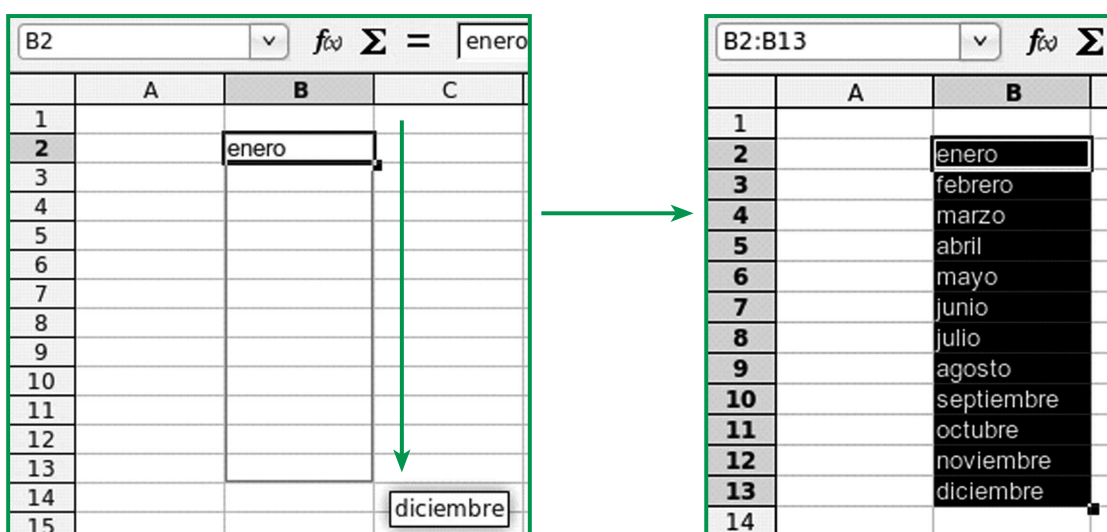 B2 f(x) Σ = enero
A B C
1
2 enero
3
4
5
6
7
8
9
10
11
12
13
14 diciembre
15
B2:B13 f(x) Σ
A B
1
2 enero
3 febrero
4 marzo
5 abril
6 mayo
7 junio
8 julio
9 agosto
10 septiembre
11 octubre
12 noviembre
13 diciembre
14